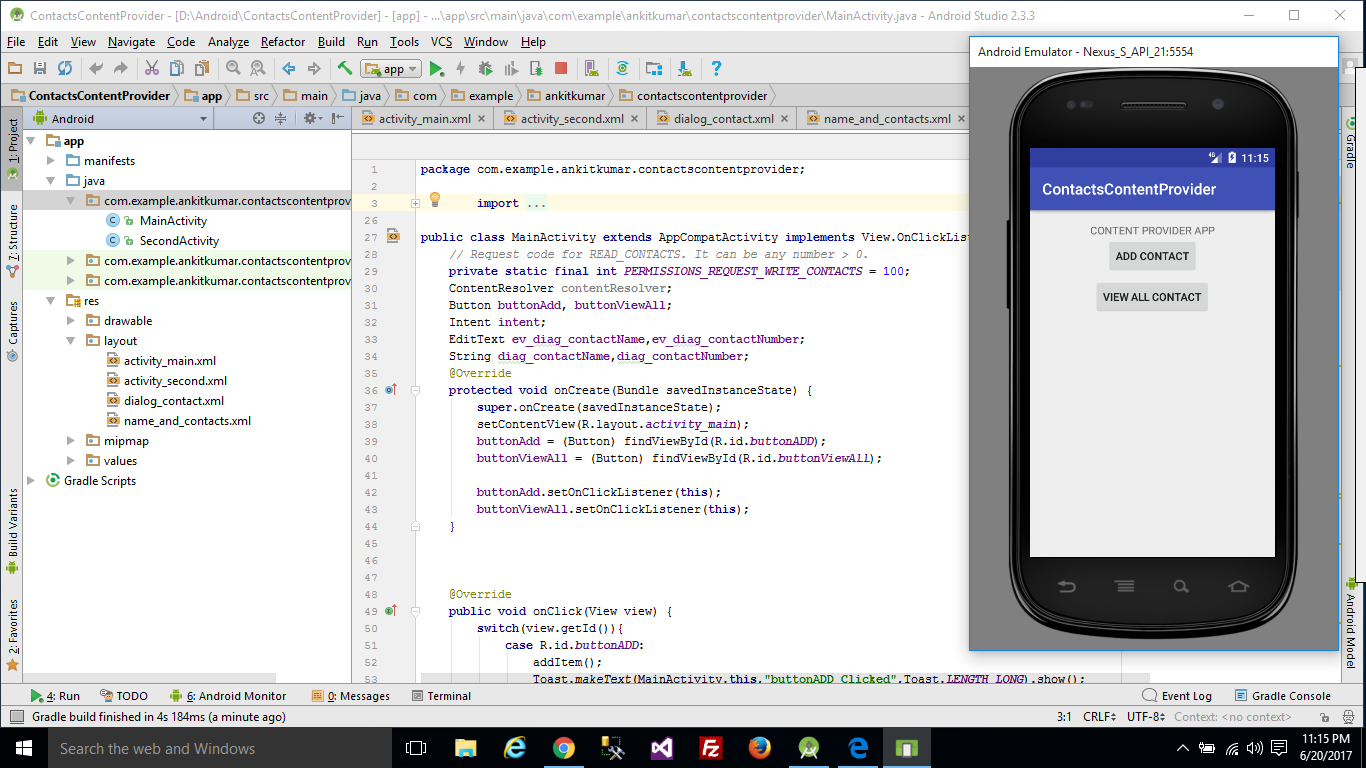 ContactsContentProvider - [D:\Android\ContactsContentProvider] - [app] - ...\app\src\main\java\com\example\ankitkumar\contactscontentprovider\MainActivity.java - Android Studio 2.3.3
File Edit View Navigate Code Analyze Refactor Build Run Tools VCS Window Help
app
ContactsContentProvider app src main java com example ankitkumar contactscontentprovider
Android
activity_main.xml activity_second.xml dialog_contact.xml name_and_contacts.xml
1: Project
7: Structure
Captures
Build Variants
2: Favorites
app
manifests
java
com.example.ankitkumar.contactscontentprov
MainActivity
SecondActivity
com.example.ankitkumar.contactscontentprov
com.example.ankitkumar.contactscontentprov
res
drawable
layout
activity_main.xml
activity_second.xml
dialog_contact.xml
name_and_contacts.xml
mipmap
values
Gradle Scripts
1 package com.example.ankitkumar.contactscontentprovider;
2
3 import ...
26
27 public class MainActivity extends AppCompatActivity implements View.OnClickList
28 // Request code for READ_CONTACTS. It can be any number > 0.
29 private static final int PERMISSIONS_REQUEST_WRITE_CONTACTS = 100;
30 ContentResolver contentResolver;
31 Button buttonAdd, buttonViewAll;
32 Intent intent;
33 EditText ev_diag_contactName,ev_diag_contactNumber;
34 String diag_contactName,diag_contactNumber;
35 @Override
36 protected void onCreate(Bundle savedInstanceState) {
37 super.onCreate(savedInstanceState);
38 setContentView(R.layout.activity_main);
39 buttonAdd = (Button) findViewById(R.id.buttonADD);
40 buttonViewAll = (Button) findViewById(R.id.buttonViewAll);
41
42 buttonAdd.setOnClickListener(this);
43 buttonViewAll.setOnClickListener(this);
44 }
45
46
47
48 @Override
49 public void onClick(View view) {
50 switch(view.getId()){
51 case R.id.buttonADD:
52 addItem();
53 Toast.makeText(MainActivity.this,"buttonADD Clicked",Toast.LENGTH_LONG).show();
Android Emulator - Nexus_S_API_21:5554
4G 11:15
ContactsContentProvider
CONTENT PROVIDER APP
ADD CONTACT
VIEW ALL CONTACT
Gradle
Android Model
4: Run TODO 6: Android Monitor 0: Messages Terminal Event Log Gradle Console
Gradle build finished in 4s 184ms (a minute ago) 3:1 CRLF UTF-8 Context: <no context>
Search the web and Windows
11:15 PM
6/20/2017